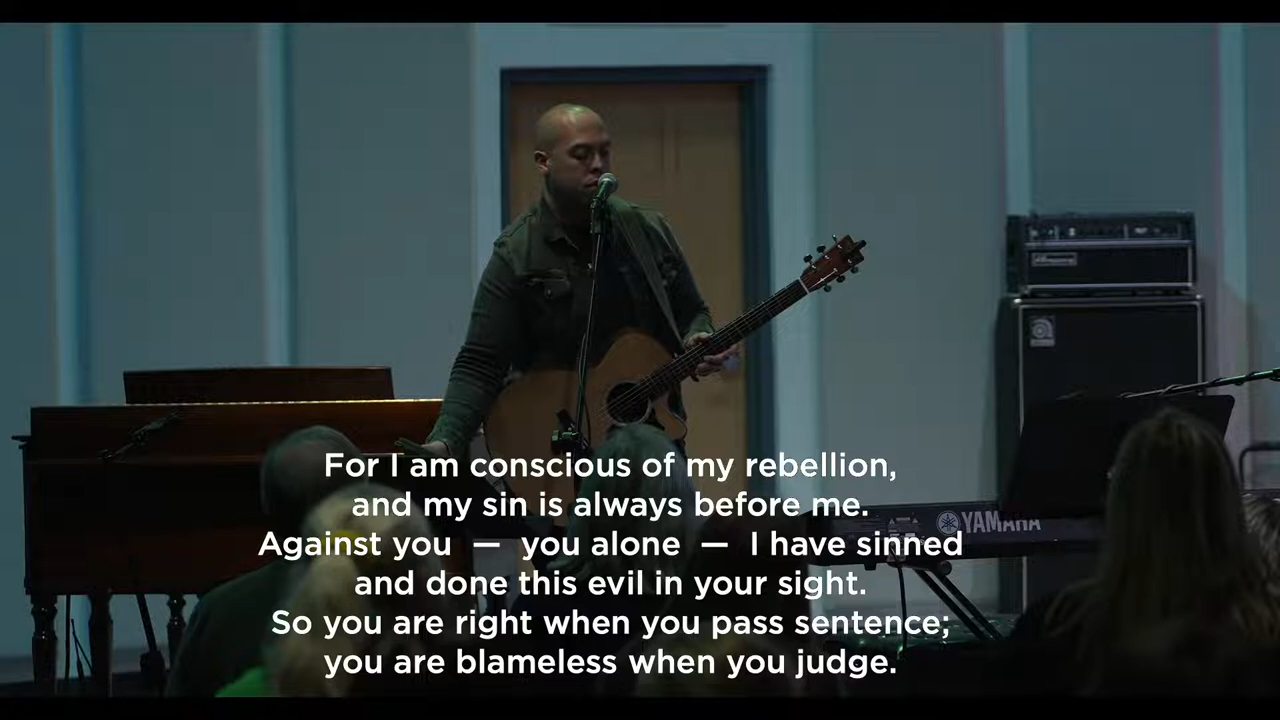 For I am conscious of my rebellion,
and my sin is always before me.
Against you — you alone — I have sinned
and done this evil in your sight.
So you are right when you pass sentence;
you are blameless when you judge.
YAMAHA